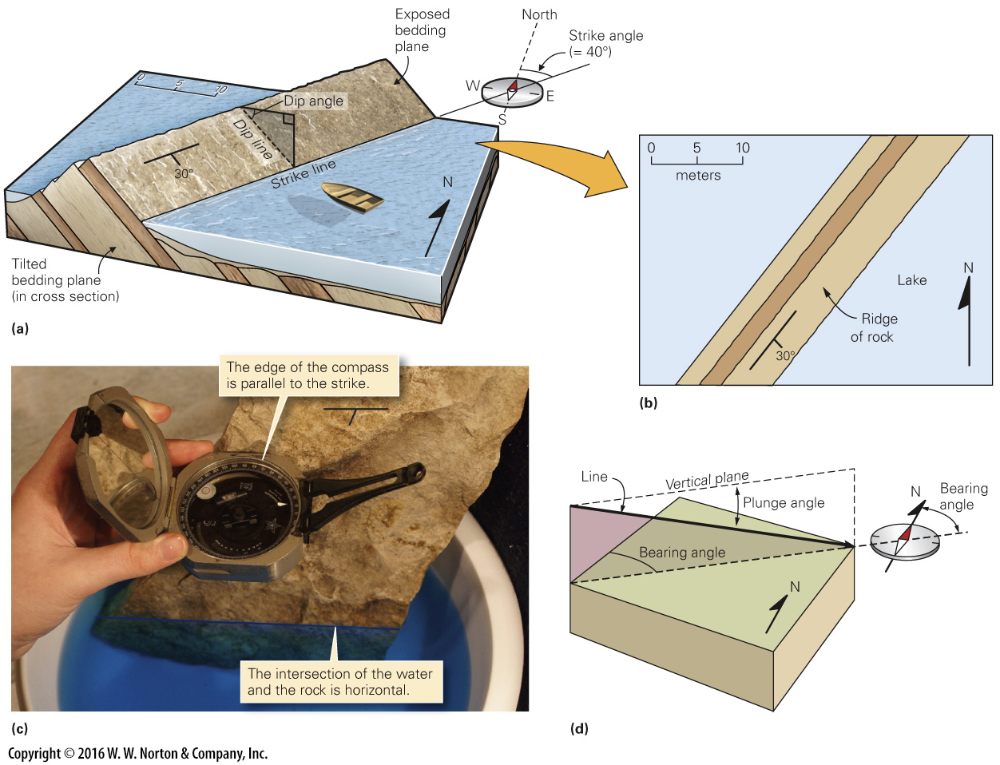 Exposed
bedding
plane
North
Strike angle
(= 40°)
W
E
S
0
5
10
Dip angle
Dip line
30°
Strike line
N
Tilted
bedding plane
(in cross section)
(a)
0 5 10
meters
Lake
N
Ridge
of rock
30°
(b)
The edge of the compass
is parallel to the strike.
The intersection of the water
and the rock is horizontal.
(c)
Line
Vertical plane
Plunge angle
N
Bearing
angle
Bearing angle
N
(d)
Copyright © 2016 W. W. Norton & Company, Inc.